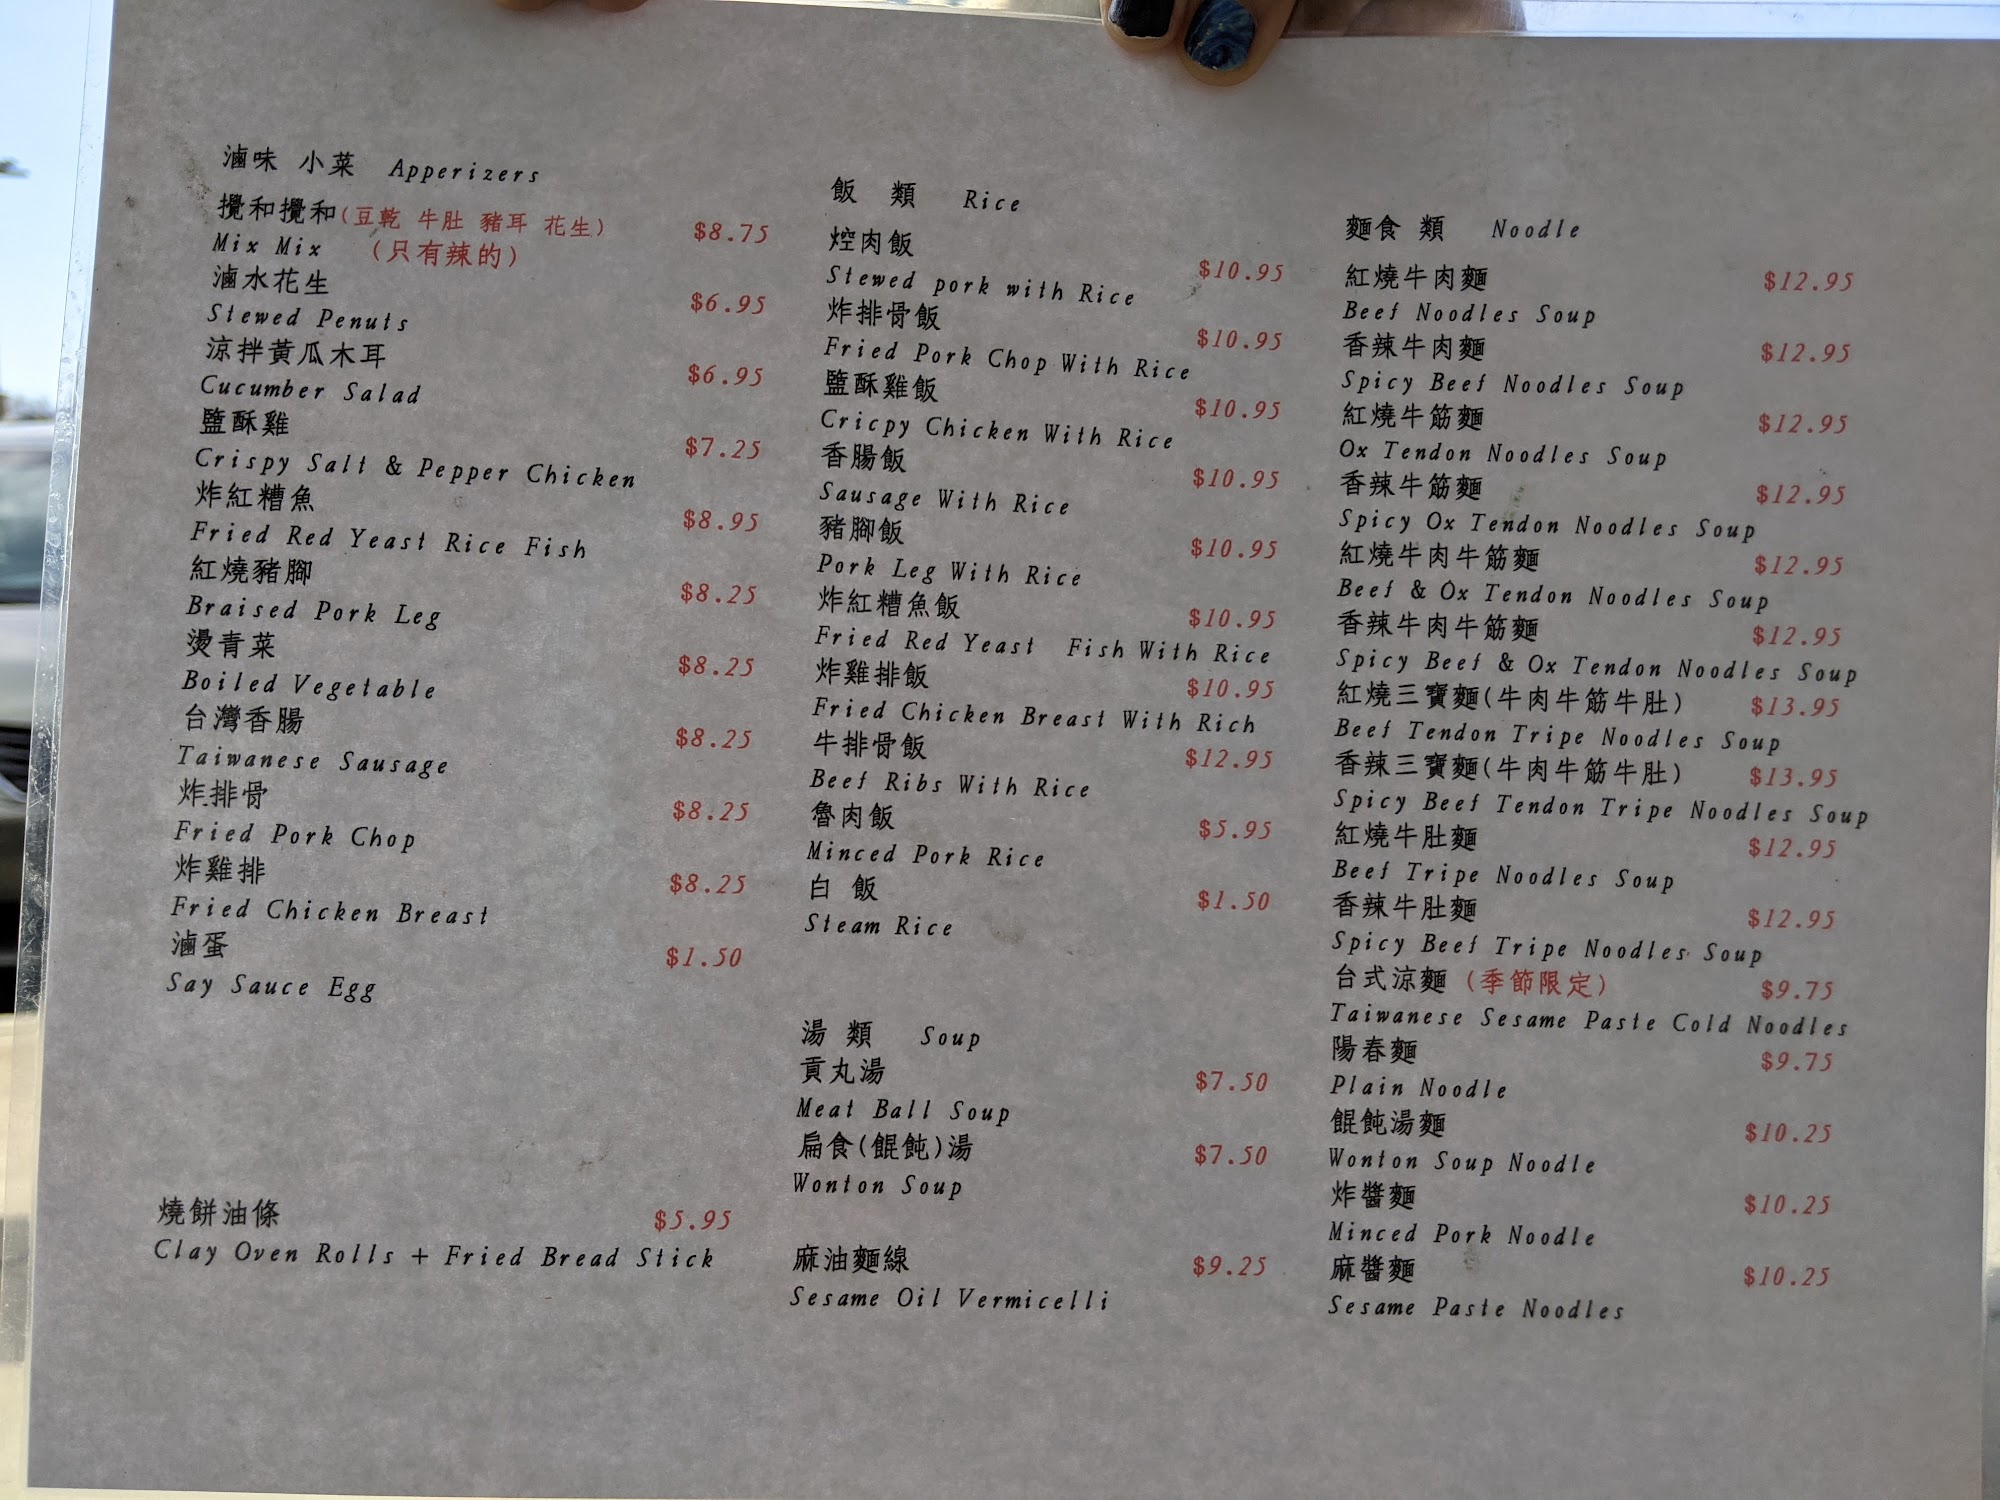 滷味 小菜 Apperizers
攪和攪和(豆乾 牛肚 豬耳 花生) $8.75
Mix Mix (只有辣的)
滷水花生 $6.95
Stewed Penuts
涼拌黃瓜木耳 $6.95
Cucumber Salad
鹽酥雞 $7.25
Crispy Salt & Pepper Chicken
炸紅糟魚 $8.95
Fried Red Yeast Rice Fish
紅燒豬腳 $8.25
Braised Pork Leg
燙青菜 $8.25
Boiled Vegetable
台灣香腸 $8.25
Taiwanese Sausage
炸排骨 $8.25
Fried Pork Chop
炸雞排 $8.25
Fried Chicken Breast
滷蛋 $1.50
Say Sauce Egg
燒餅油條 $5.95
Clay Oven Rolls + Fried Bread Stick
飯 類 Rice
焢肉飯 $10.95
Stewed pork with Rice
炸排骨飯 $10.95
Fried Pork Chop With Rice
鹽酥雞飯 $10.95
Cricpy Chicken With Rice
香腸飯 $10.95
Sausage With Rice
豬腳飯 $10.95
Pork Leg With Rice
炸紅糟魚飯 $10.95
Fried Red Yeast Fish With Rice
炸雞排飯 $10.95
Fried Chicken Breast With Rich
牛排骨飯 $12.95
Beef Ribs With Rice
魯肉飯 $5.95
Minced Pork Rice
白 飯 $1.50
Steam Rice
湯 類 Soup
貢丸湯 $7.50
Meat Ball Soup
扁食(餛飩)湯 $7.50
Wonton Soup
麻油麵線 $9.25
Sesame Oil Vermicelli
麵食 類 Noodle
紅燒牛肉麵 $12.95
Beef Noodles Soup
香辣牛肉麵 $12.95
Spicy Beef Noodles Soup
紅燒牛筋麵 $12.95
Ox Tendon Noodles Soup
香辣牛筋麵 $12.95
Spicy Ox Tendon Noodles Soup
紅燒牛肉牛筋麵 $12.95
Beef & Ox Tendon Noodles Soup
香辣牛肉牛筋麵 $12.95
Spicy Beef & Ox Tendon Noodles Soup
紅燒三寶麵(牛肉牛筋牛肚) $13.95
Beef Tendon Tripe Noodles Soup
香辣三寶麵(牛肉牛筋牛肚) $13.95
Spicy Beef Tendon Tripe Noodles Soup
紅燒牛肚麵 $12.95
Beef Tripe Noodles Soup
香辣牛肚麵 $12.95
Spicy Beef Tripe Noodles Soup
台式涼麵 (季節限定) $9.75
Taiwanese Sesame Paste Cold Noodles
陽春麵 $9.75
Plain Noodle
餛飩湯麵 $10.25
Wonton Soup Noodle
炸醬麵 $10.25
Minced Pork Noodle
麻醬麵 $10.25
Sesame Paste Noodles